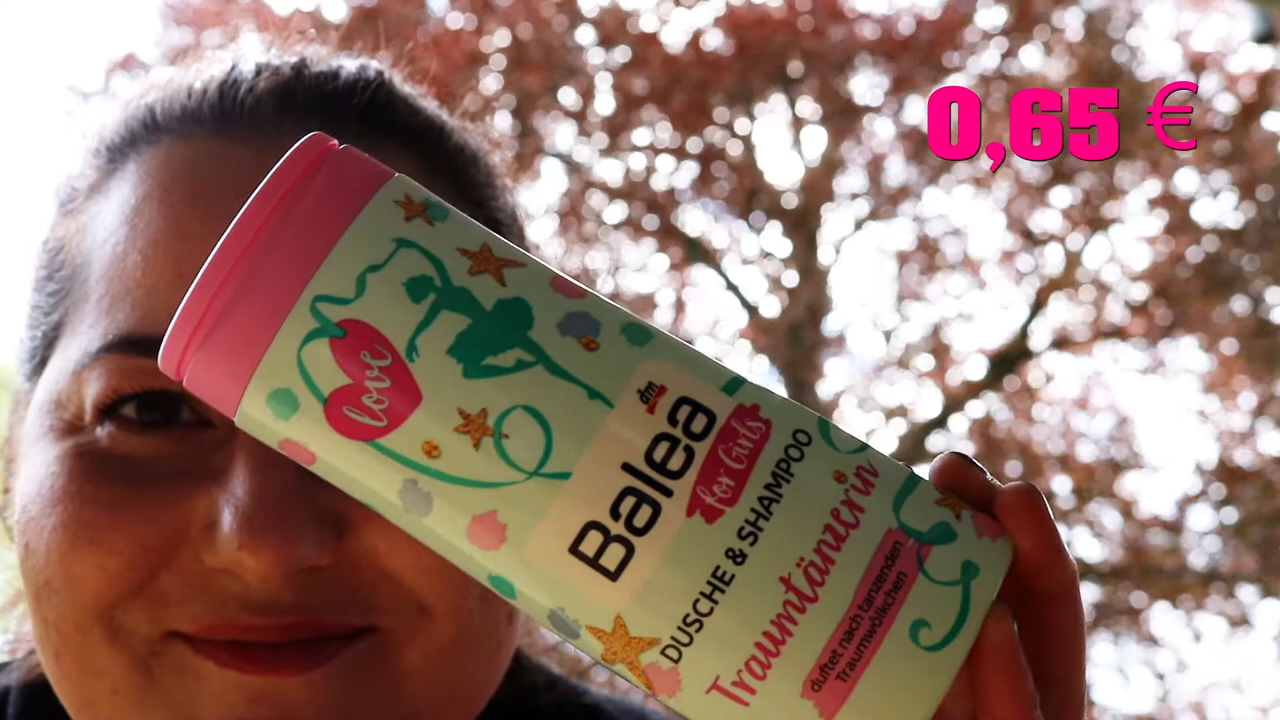 0,65 €
love
dm
Balea
for Girls
DUSCHE & SHAMPOO
Traumtänzerin
duftet nach tanzenden
Traumwölkchen